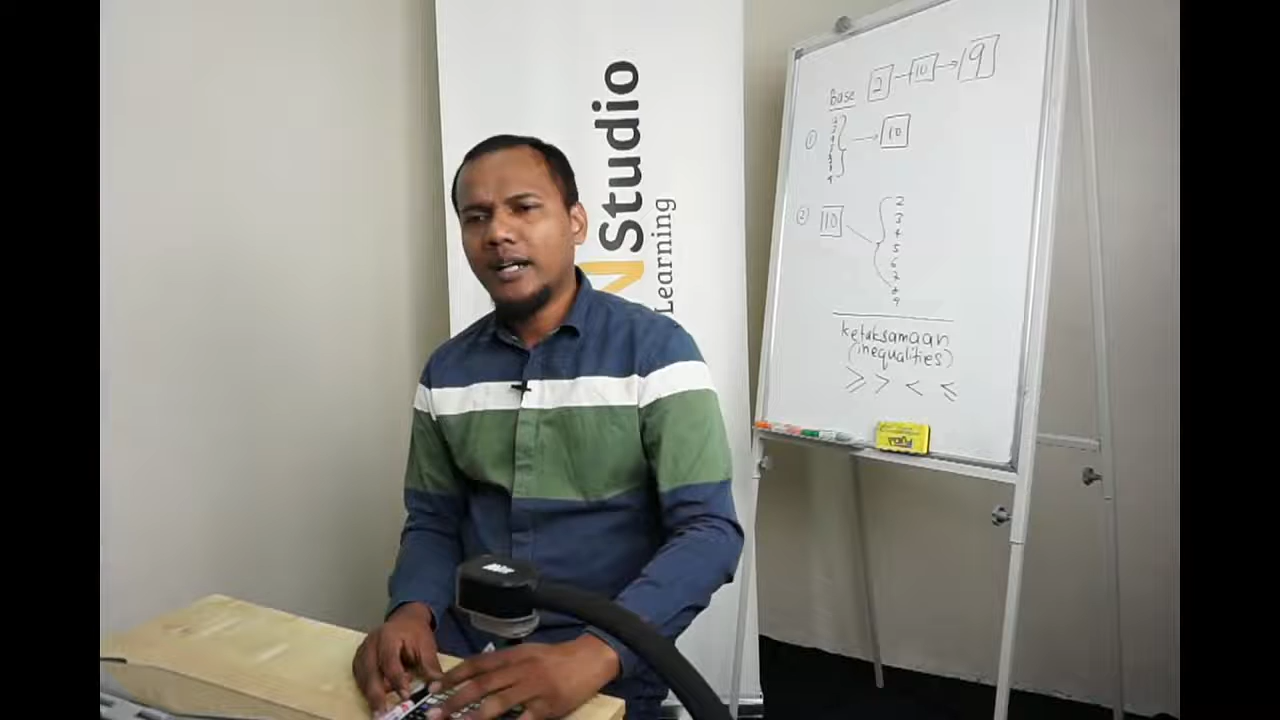 Studio
Learning
2 → 10 → 9
Base
① → 10
② 10
2
3
4
5
6
7
8
9
ketaksamaan
(inequalities)
≥ > < ≤